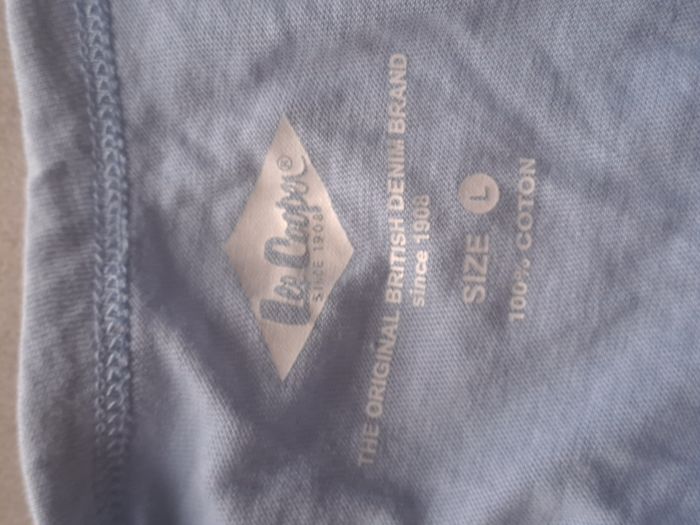 Lee Cooper®
SINCE 1908
THE ORIGINAL BRITISH DENIM BRAND
since 1908
SIZE L
100% COTON